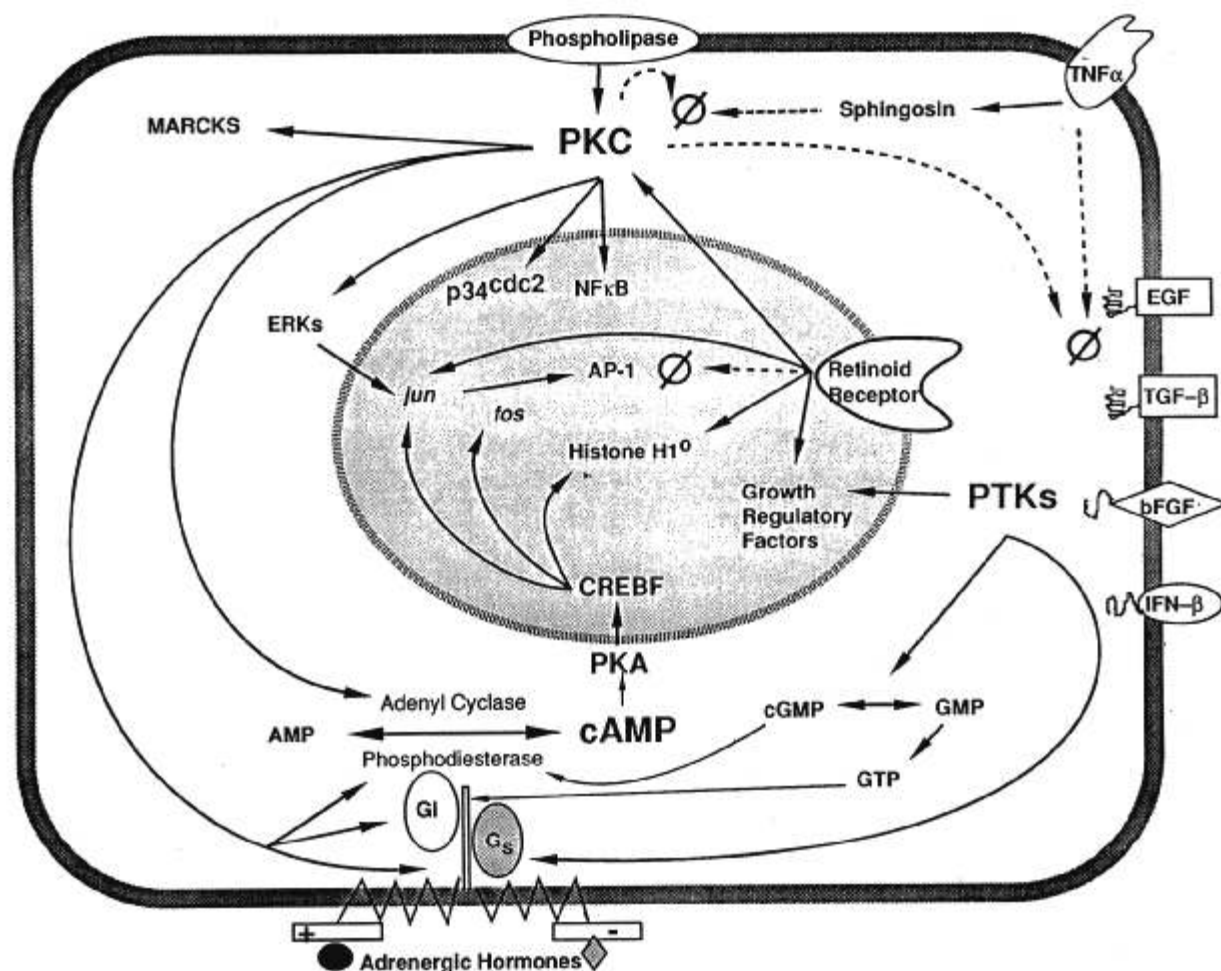 Phospholipase
TNFα
MARCKS
Ø
Sphingosin
PKC
p34cdc2
NFκB
EGF
ERKs
Ø
AP-1
Ø
Retinoid
Receptor
jun
fos
TGF-β
Histone H1o
Growth
Regulatory
Factors
PTKs
bFGF
CREBF
IFN-β
PKA
Adenyl Cyclase
cGMP
GMP
AMP
cAMP
Phosphodiesterase
GTP
GI
Gs
+
-
Adrenergic Hormones